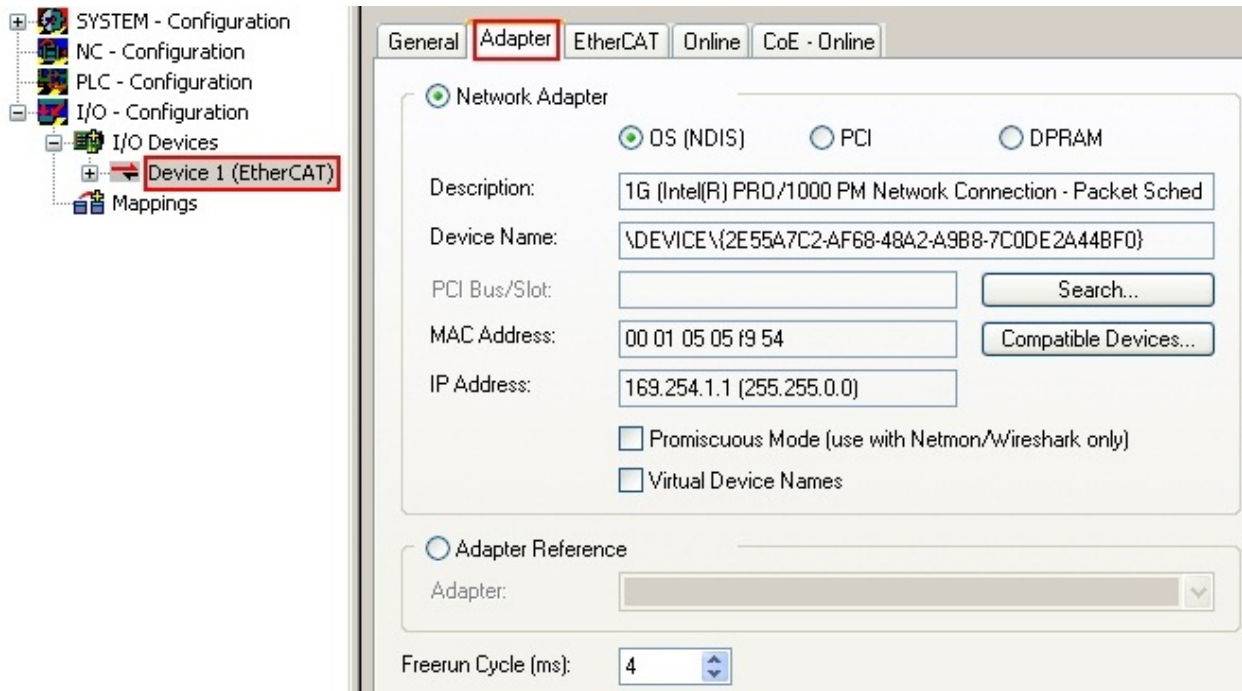 SYSTEM - Configuration
NC - Configuration
PLC - Configuration
I/O - Configuration
I/O Devices
Device 1 (EtherCAT)
Mappings
General Adapter EtherCAT Online CoE - Online
Network Adapter
OS (NDIS) PCI DPRAM
Description: 1G (Intel(R) PRO/1000 PM Network Connection - Packet Sched
Device Name: \DEVICE\{2E55A7C2-AF68-48A2-A9B8-7C0DE2A44BF0}
PCI Bus/Slot: Search...
MAC Address: 00 01 05 05 f9 54 Compatible Devices...
IP Address: 169.254.1.1 (255.255.0.0)
Promiscuous Mode (use with Netmon/Wireshark only)
Virtual Device Names
Adapter Reference
Adapter:
Freerun Cycle (ms): 4